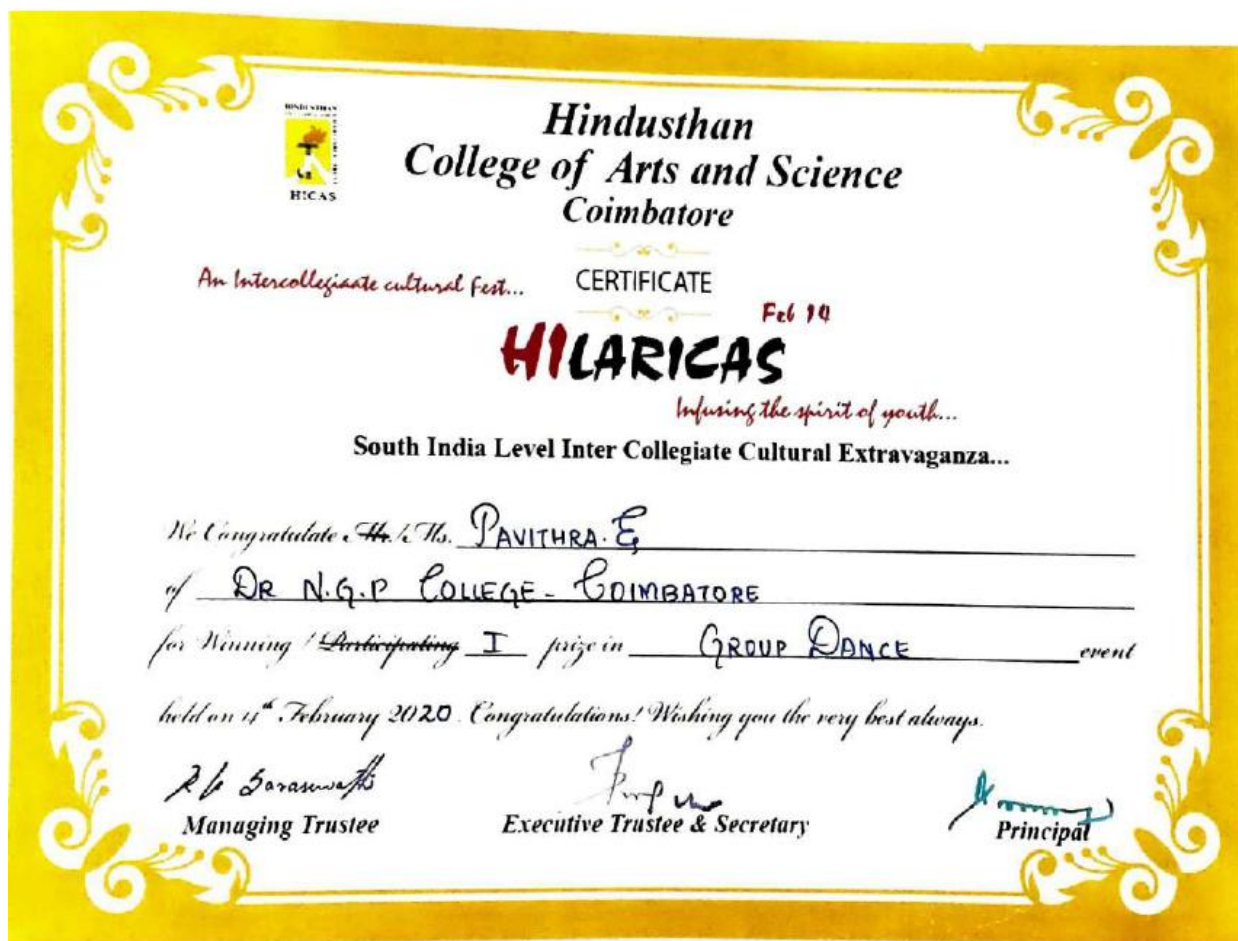 HINDUSTHAN
HICAS
Hindusthan
College of Arts and Science
Coimbatore
CERTIFICATE
An Intercollegiaate cultural Fest...
Feb 14
HILARICAS
Infusing the spirit of youth...
South India Level Inter Collegiate Cultural Extravaganza...
We Congratulate Mr. / Ms. PAVITHRA. G
of DR N.G.P COLLEGE - COIMBATORE
for Winning / Participating I prize in GROUP DANCE event
held on 14th February 2020. Congratulations! Wishing you the very best always.
Saraswathi
Managing Trustee
Executive Trustee & Secretary
Principal